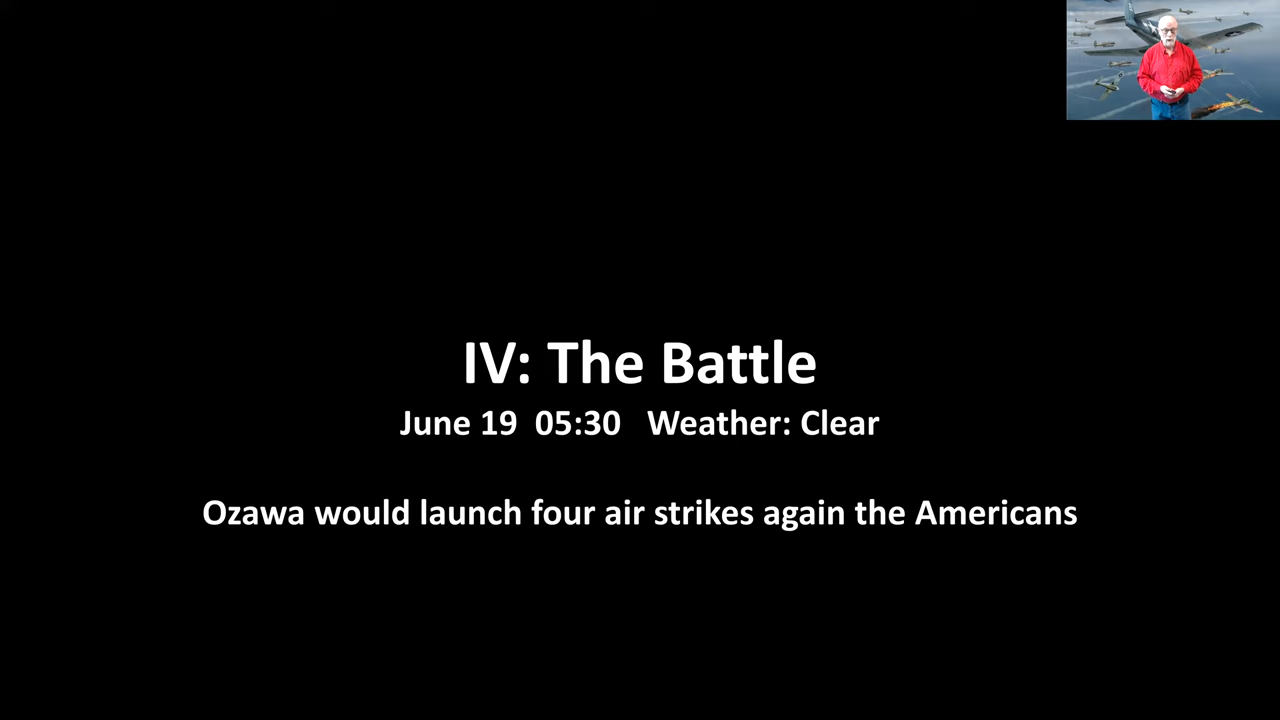 IV: The Battle
June 19 05:30 Weather: Clear
Ozawa would launch four air strikes again the Americans